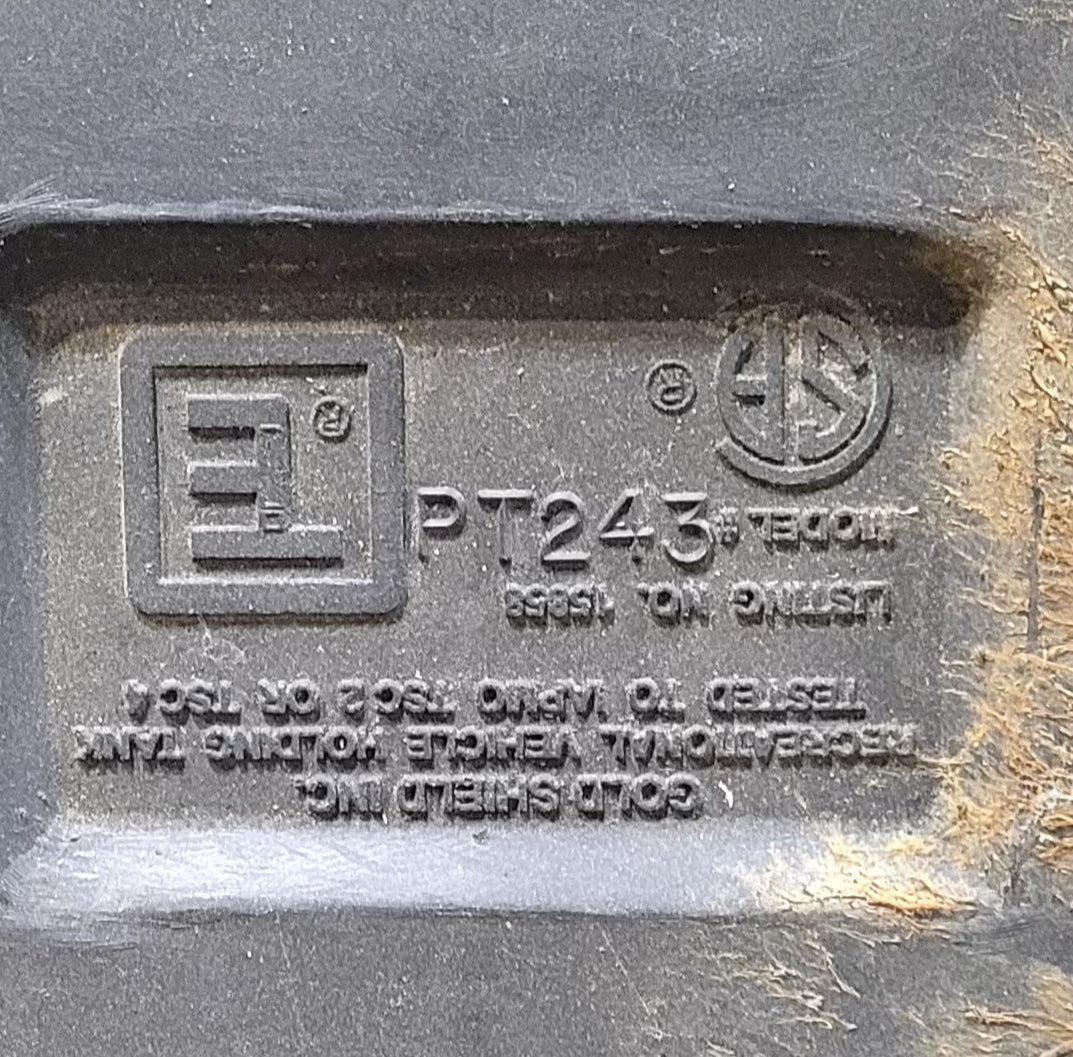 GOLD SHIELD INC.
RECREATIONAL VEHICLE HOLDING TANK
TESTED TO IAPMO TSC 2 OR TSC 4
LISTING NO.
MODEL # PT243
®
®